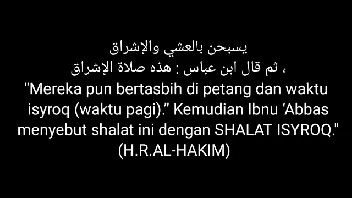 يسبحن بالعشي والإشراق
، ثم قال ابن عباس : هذه صلاة الإشراق
"Mereka pun bertasbih di petang dan waktu
isyroq (waktu pagi).” Kemudian Ibnu ‘Abbas
menyebut shalat ini dengan SHALAT ISYROQ."
(H.R.AL-HAKIM)